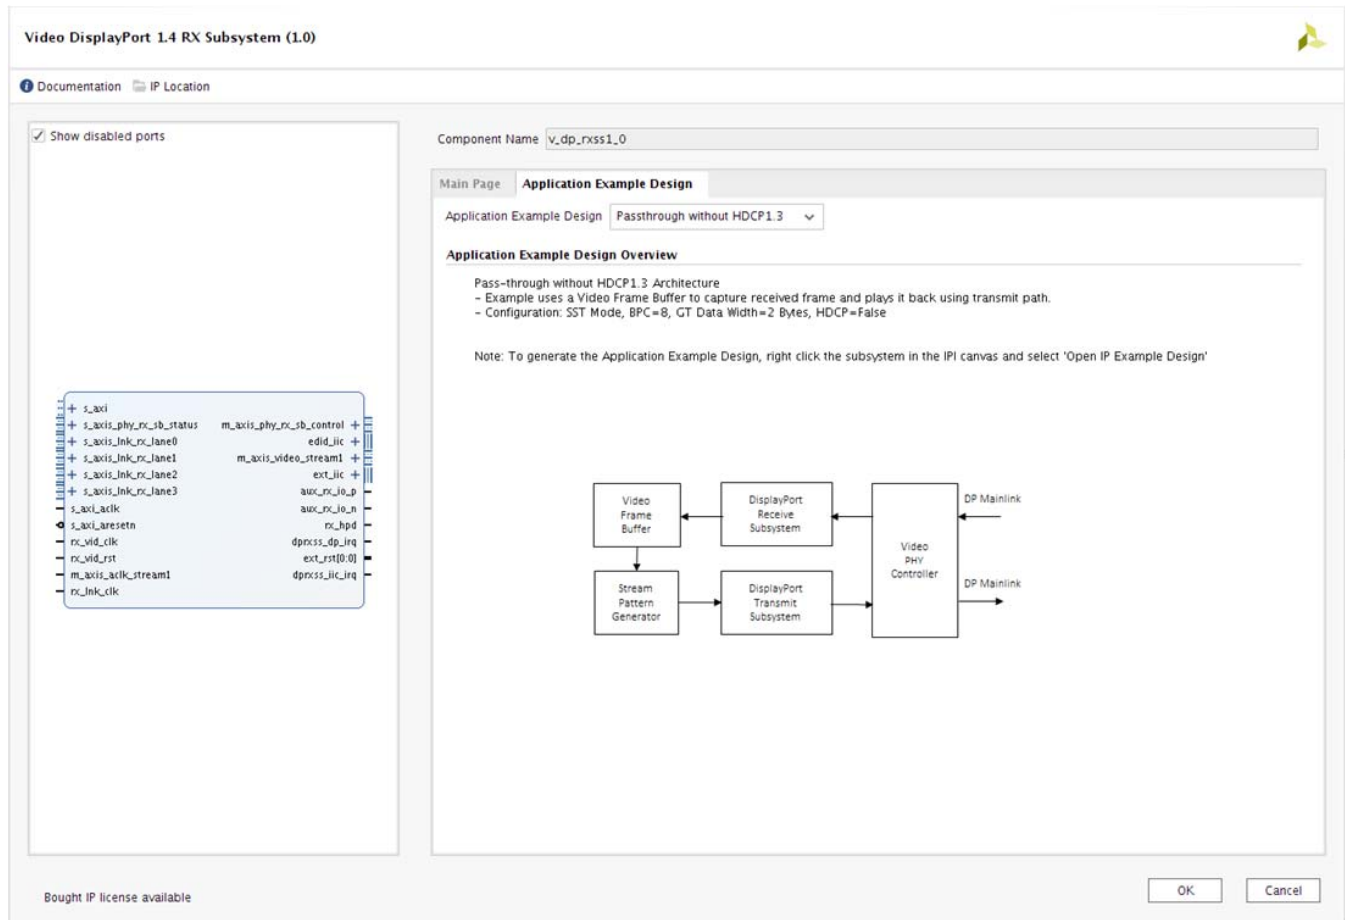 Video DisplayPort 1.4 RX Subsystem (1.0)
Documentation IP Location
Show disabled ports
s_axi
s_axis_phy_rx_sb_status
s_axis_lnk_rx_lane0
s_axis_lnk_rx_lane1
s_axis_lnk_rx_lane2
s_axis_lnk_rx_lane3
s_axi_aclk
s_axi_aresetn
rx_vid_clk
rx_vid_rst
m_axis_aclk_stream1
rx_lnk_clk
m_axis_phy_rx_sb_control
edid_iic
m_axis_video_stream1
ext_iic
aux_rx_io_p
aux_rx_io_n
rx_hpd
dprxss_dp_irq
ext_rst[0:0]
dprxss_iic_irq
Component Name v_dp_rxss1_0
Main Page Application Example Design
Application Example Design Passthrough without HDCP1.3
Application Example Design Overview
Pass-through without HDCP1.3 Architecture
- Example uses a Video Frame Buffer to capture received frame and plays it back using transmit path.
- Configuration: SST Mode, BPC=8, GT Data Width=2 Bytes, HDCP=False
Note: To generate the Application Example Design, right click the subsystem in the IPI canvas and select 'Open IP Example Design'
Video
Frame
Buffer
DisplayPort
Receive
Subsystem
Video
PHY
Controller
DP Mainlink
Stream
Pattern
Generator
DisplayPort
Transmit
Subsystem
DP Mainlink
Bought IP license available
OK Cancel